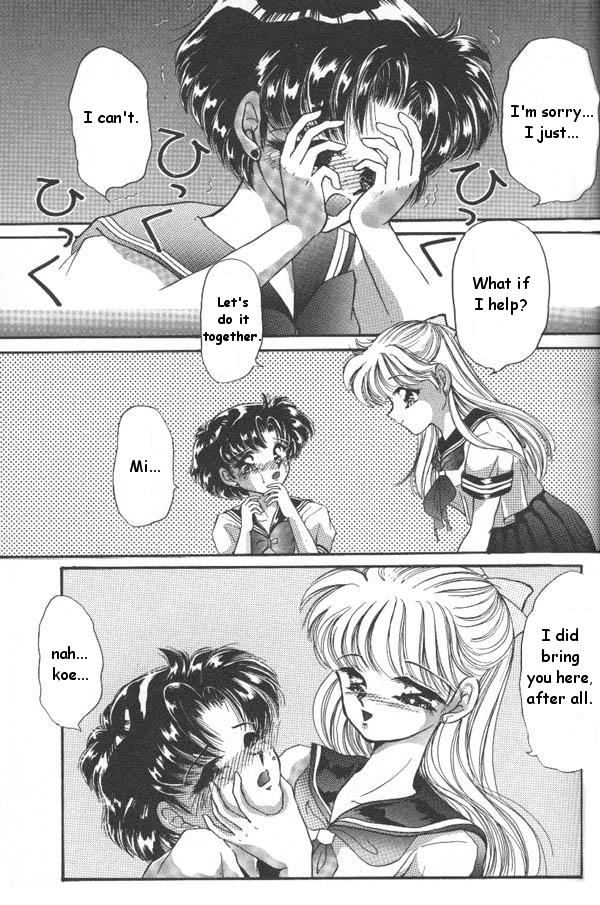 I'm sorry...
I just...
I can't.
ひっ
ひっ
ひっ
くっ
く
What if
I help?
Let's
do it
together.
Mi...
I did
bring
you here,
after all.
nah...
koe...